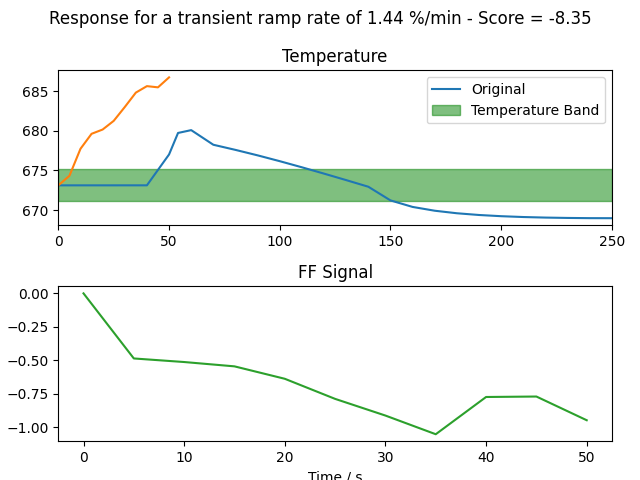 Response for a transient ramp rate of 1.44 %/min - Score = -8.35
Temperature
685
680
675
670
Original
Temperature Band
0 50 100 150 200 250
FF Signal
0.00
−0.25
−0.50
−0.75
−1.00
0 10 20 30 40 50
Time / s